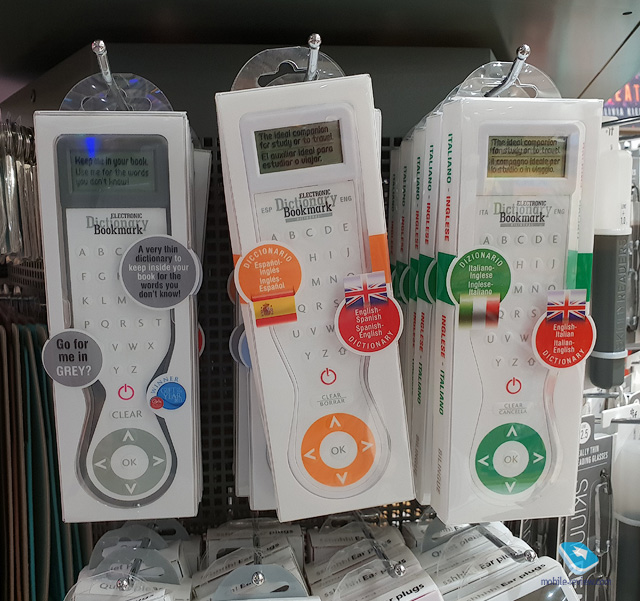 Keep me in your book.
Use me for the words
you don't know!
ELECTRONIC
Dictionary
Bookmark
A B C
F G
K L M
P Q R S T
U V W X
Y Z
A very thin
dictionary to
keep inside your
book for the
words you
don't know!
Go for
me in
GREY?
WINNER
CLEAR
OK
The ideal companion
for study or to travel.
El auxiliar ideal para
estudiar o viajar.
ESP
ELECTRONIC
Dictionary
Bookmark
ENG
A B C D E
DICCIONARIO
Español-
Inglés
Inglés-
Español
English-
Spanish
Spanish-
English
DICTIONARY
Y Z
CLEAR
BORRAR
OK
ITALIANO
INGLESE
INGLESE • ITALIANO
The ideal companion
for study or to travel.
Il compagno ideale per
lo studio o in viaggio.
ITA
ELECTRONIC
Dictionary
Bookmark
ENG
A B C D E
DIZIONARIO
Italiano-
Inglese
Inglese-
Italiano
English-
Italian
Italian-
English
DICTIONARY
Y Z
CLEAR
CANCELLA
OK
Ear plugs